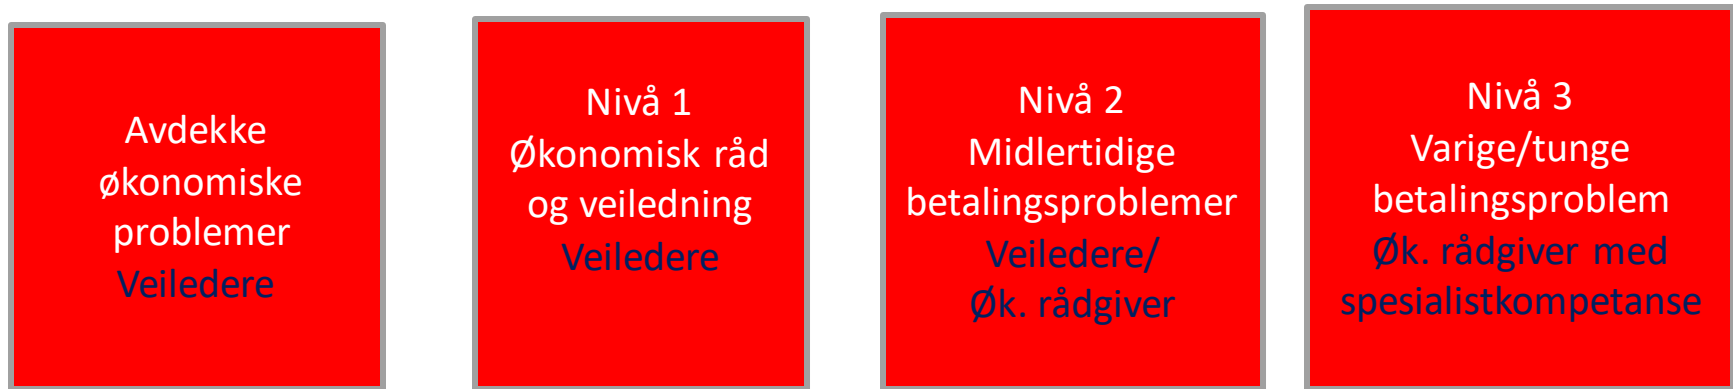 Avdekke
økonomiske
problemer
Veiledere
Nivå 1
Økonomisk råd
og veiledning
Veiledere
Nivå 2
Midlertidige
betalingsproblemer
Veiledere/
Øk. rådgiver
Nivå 3
Varige/tunge
betalingsproblem
Øk. rådgiver med
spesialistkompetanse